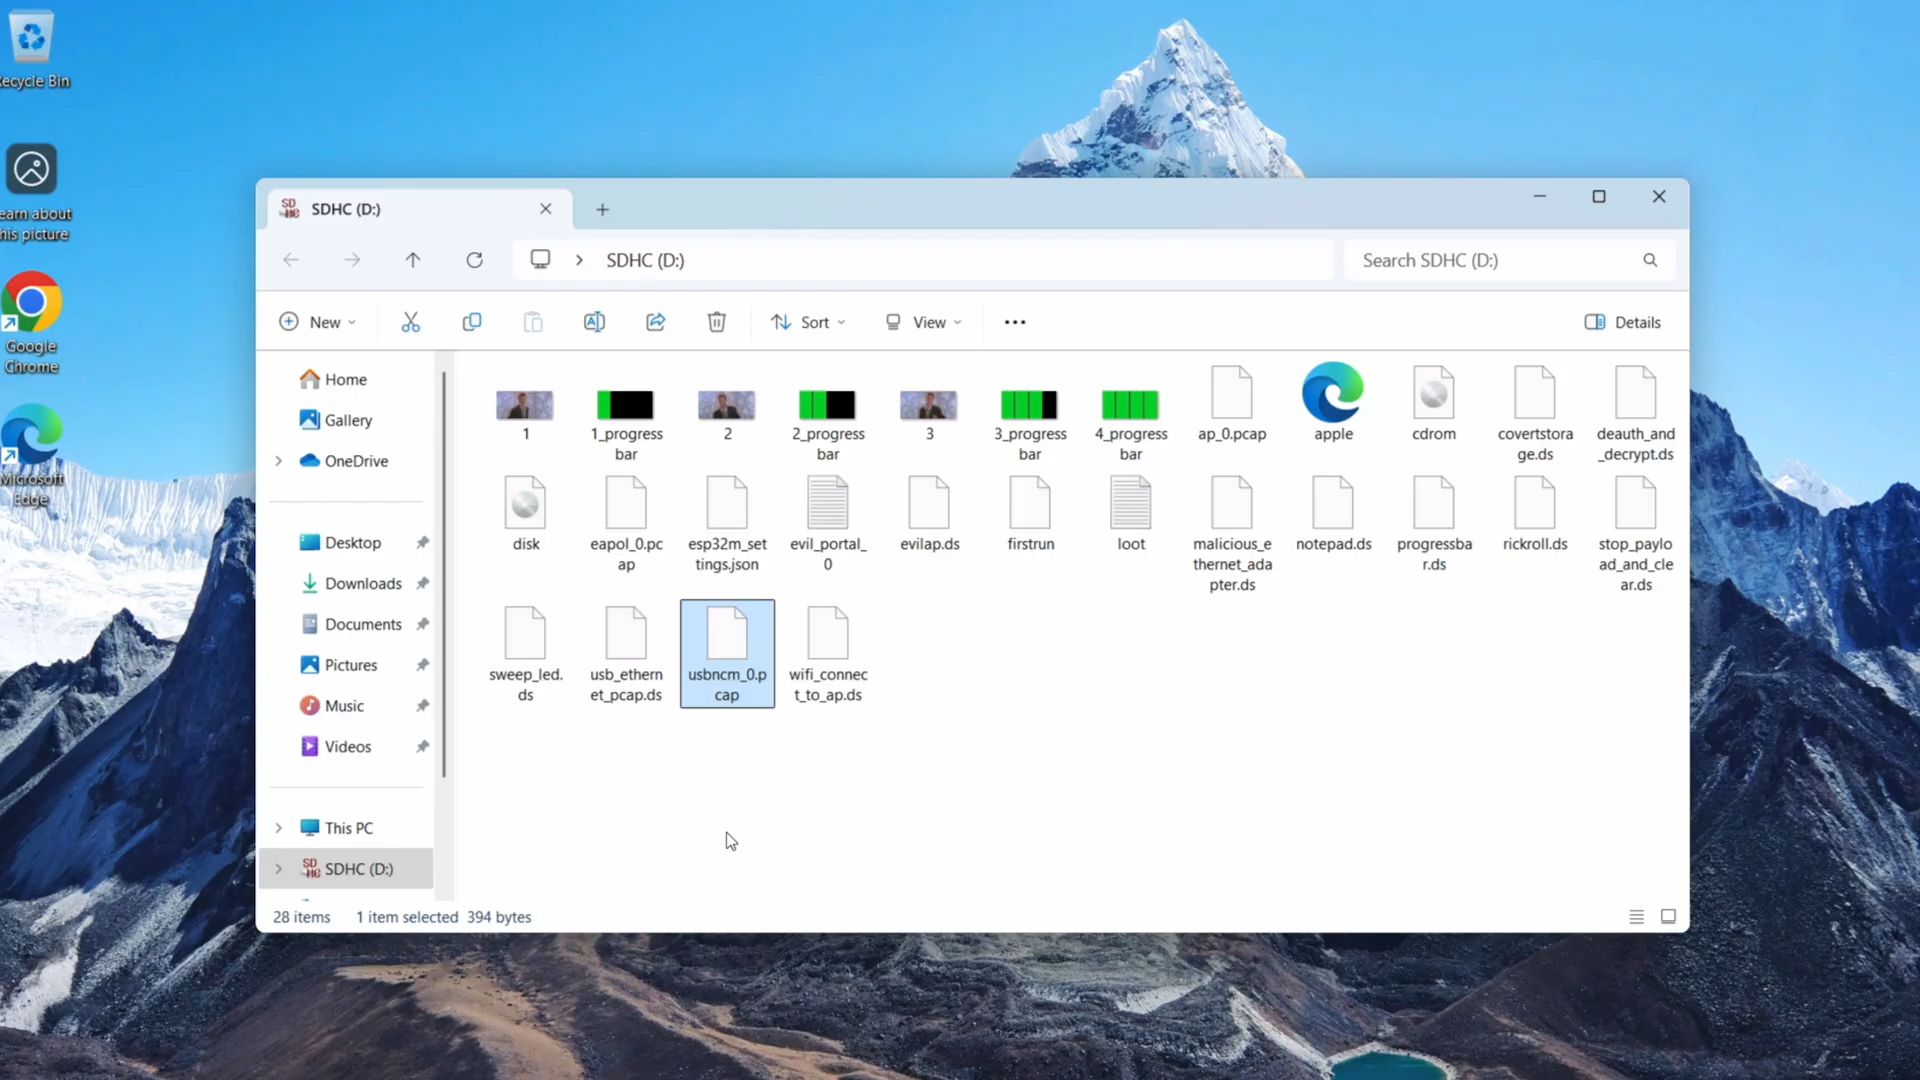 Recycle Bin
SDHC (D:)
SDHC (D:)
Search SDHC (D:)
New
Sort
View
Details
earn about
his picture
Google
Chrome
Microsoft
Edge
Home
Gallery
OneDrive
Desktop
Downloads
Documents
Pictures
Music
Videos
This PC
SDHC (D:)
1
1_progress
bar
2
2_progress
bar
3
3_progress
bar
4_progress
bar
ap_0.pcap
apple
cdrom
covertstora
ge.ds
deauth_and
_decrypt.ds
disk
eapol_0.pc
ap
esp32m_set
tings.json
evil_portal_
0
evilap.ds
firstrun
loot
malicious_e
thernet_ada
pter.ds
notepad.ds
progressba
r.ds
rickroll.ds
stop_paylo
ad_and_cle
ar.ds
sweep_led.
ds
usb_ethern
et_pcap.ds
usbncm_0.p
cap
wifi_connec
t_to_ap.ds
28 items 1 item selected 394 bytes